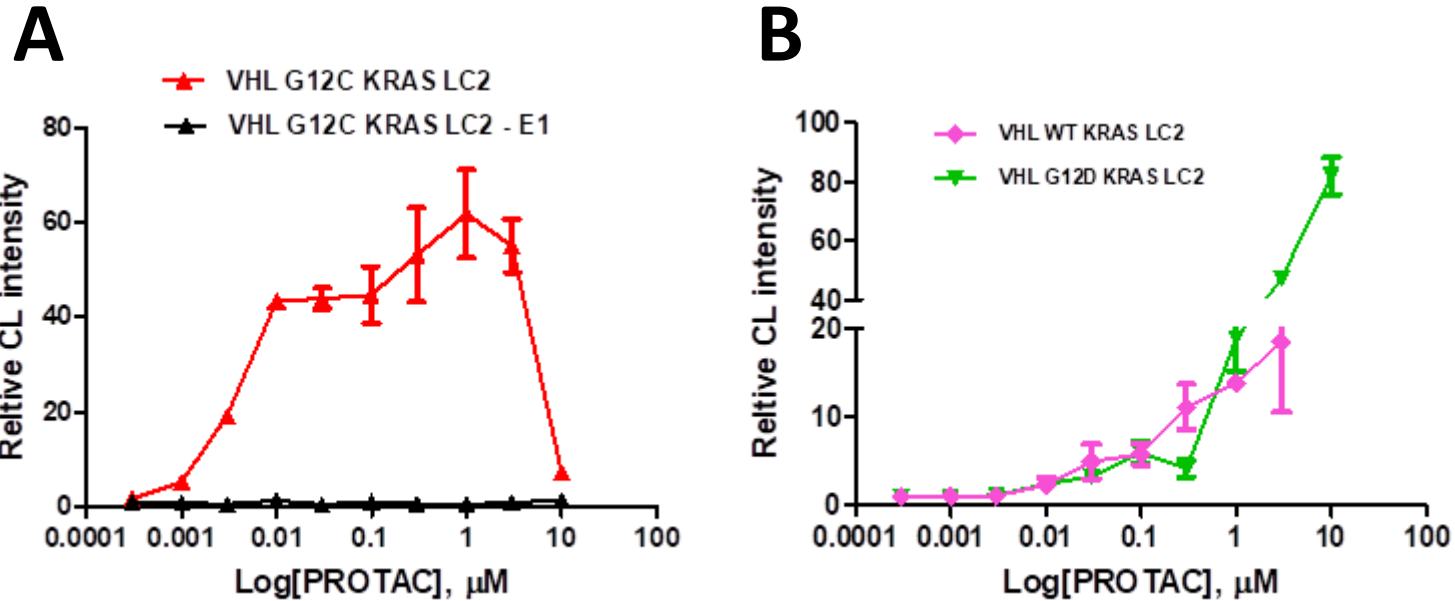 A
VHL G12C KRAS LC2
VHL G12C KRAS LC2 - E1
Reltive CL intensity
80
60
40
20
0
0.0001 0.001 0.01 0.1 1 10 100
Log[PROTAC], μM
B
VHL WT KRAS LC2
VHL G12D KRAS LC2
Reltive CL intensity
100
80
60
40
20
10
0
0.0001 0.001 0.01 0.1 1 10 100
Log[PROTAC], μM